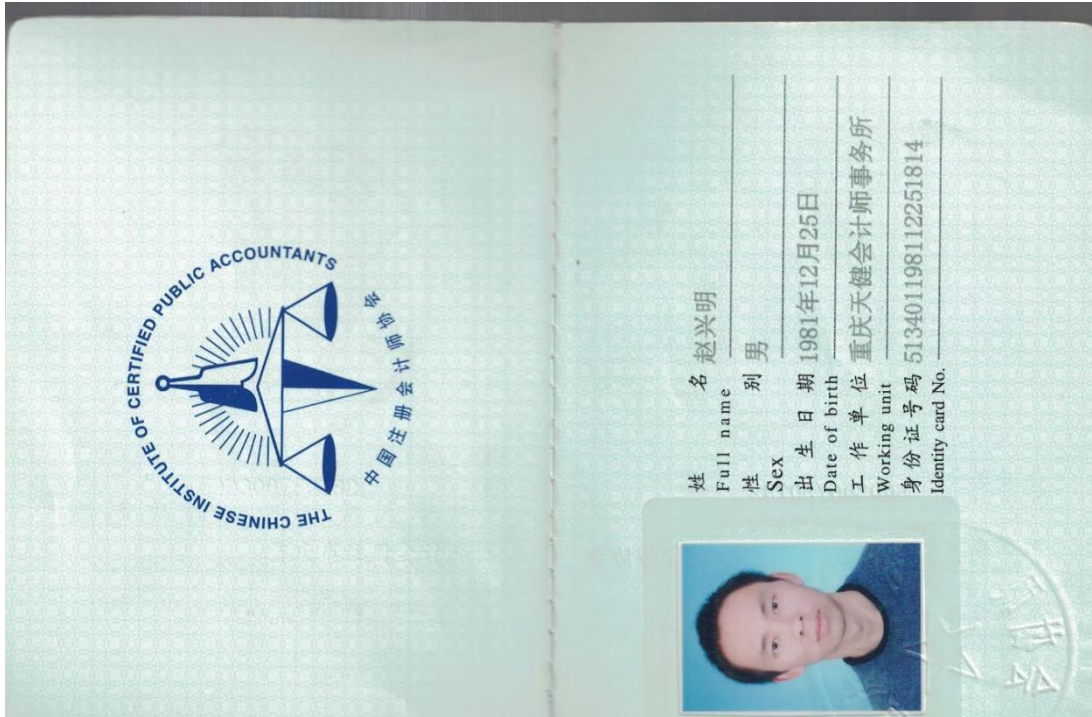 THE CHINESE INSTITUTE OF CERTIFIED PUBLIC ACCOUNTANTS
中国注册会计师协会
姓名 赵兴明
Full name
性别 男
Sex
出生日期 1981年12月25日
Date of birth
工作单位 重庆天健会计师事务所
Working unit
身份证号码 513401198112251814
Identity card No.